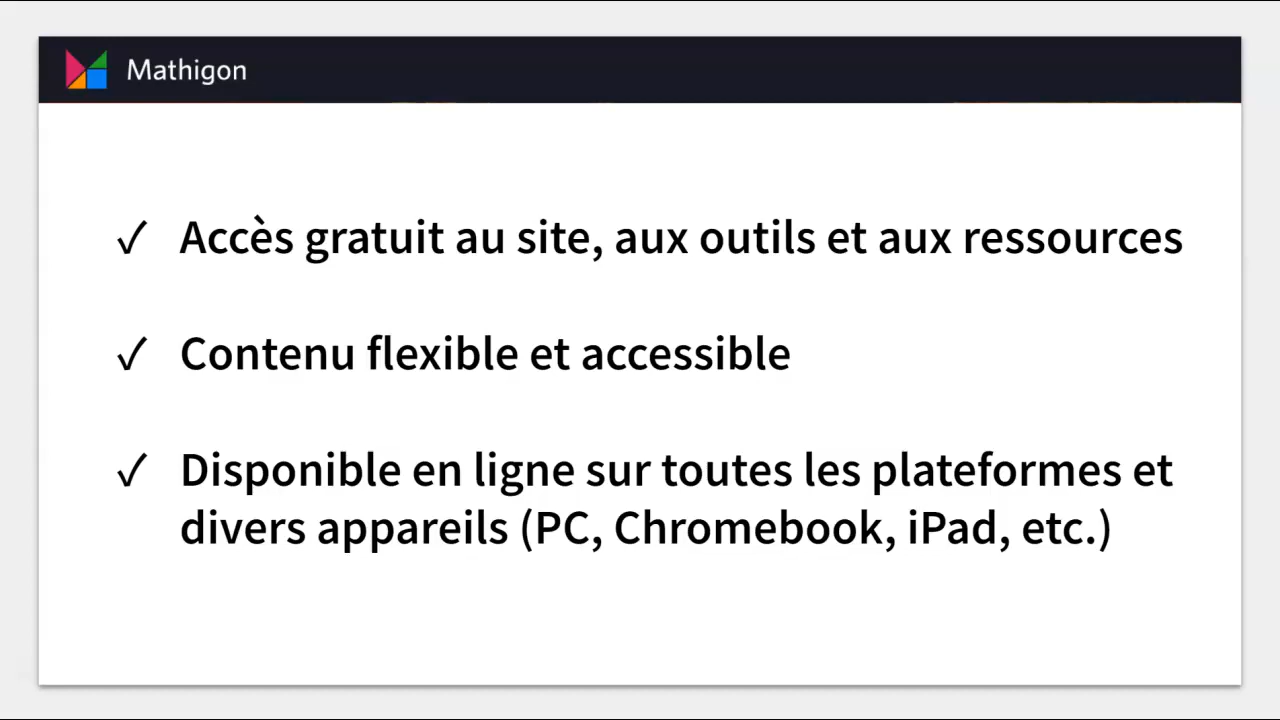 Mathigon
✓ Accès gratuit au site, aux outils et aux ressources
✓ Contenu flexible et accessible
✓ Disponible en ligne sur toutes les plateformes et
divers appareils (PC, Chromebook, iPad, etc.)